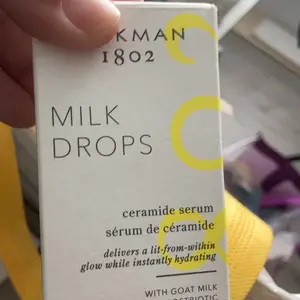 KMAN
1802
MILK
DROPS
ceramide serum
sérum de céramide
delivers a lit-from-within
glow while instantly hydrating
WITH GOAT MILK